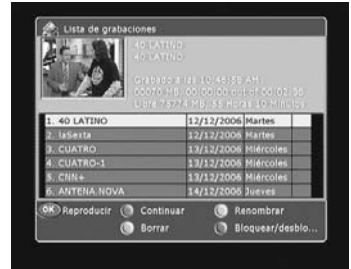 Lista de grabaciones
40 LATINO
40 LATINO
Grabado a las 10:46:58 AM
00070 MB, 00:00:00 out of 00:02:36
Libre 75774 MB, 55 Horas 10 Minutos
1. 40 LATINO 12/12/2006 Martes
2. laSexta 12/12/2006 Martes
3. CUATRO 13/12/2006 Miércoles
4. CUATRO-1 13/12/2006 Miércoles
5. CNN+ 13/12/2006 Miércoles
6. ANTENA.NOVA 14/12/2006 Jueves
OK Reproducir Continuar Renombrar
Borrar Bloquear/desblo...